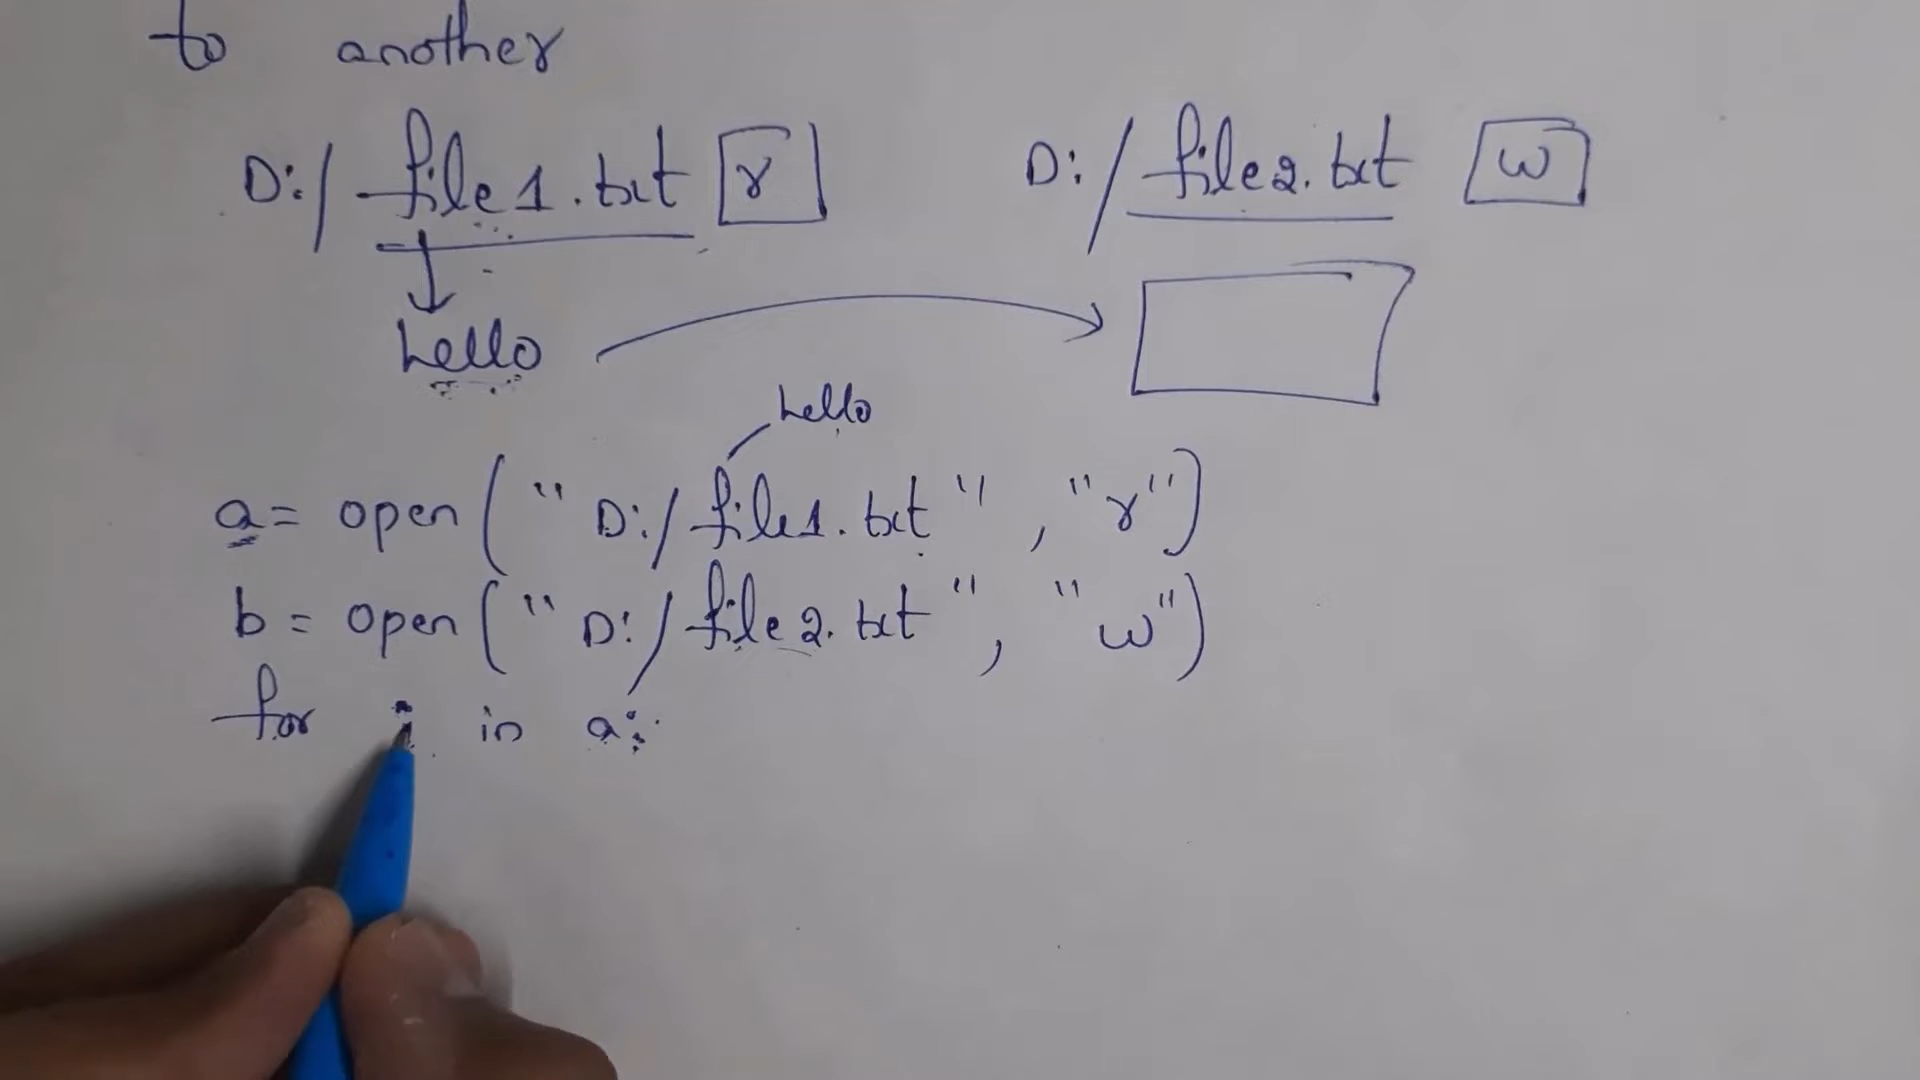 to another
D:/ file1.txt r D:/ file2.txt w
hello
hello
a = open("D:/file1.txt", "r")
b = open("D:/file2.txt", "w")
for i in a: